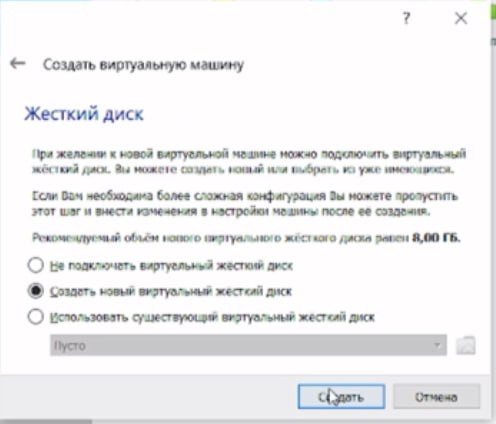 ?
Создать виртуальную машину
Жесткий диск
При желании к новой виртуальной машине можно подключить виртуальный
жёсткий диск. Вы можете создать новый или выбрать из уже имеющихся.
Если Вам необходима более сложная конфигурация Вы можете пропустить
этот шаг и внести изменения в настройки машины после ее создания.
Рекомендуемый объём нового виртуального жёсткого диска равен 8,00 ГБ.
Не подключать виртуальный жесткий диск
Создать новый виртуальный жесткий диск
Использовать существующий виртуальный жесткий диск
Пусто
Создать
Отмена